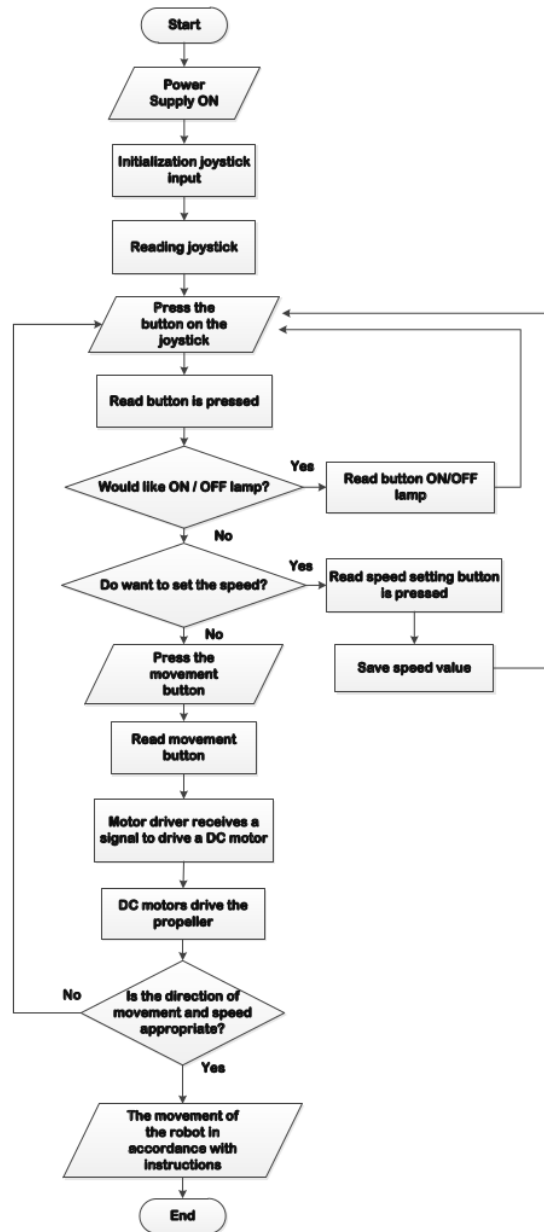 Start
Power
Supply ON
Initialization joystick
input
Reading joystick
Press the
button on the
joystick
Read button is pressed
Would like ON / OFF lamp?
Yes
Read button ON/OFF
lamp
No
Do want to set the speed?
Yes
Read speed setting button
is pressed
No
Save speed value
Press the
movement
button
Read movement
button
Motor driver receives a
signal to drive a DC motor
DC motors drive the
propeller
Is the direction of
movement and speed
appropriate?
No
Yes
The movement of
the robot in
accordance with
instructions
End